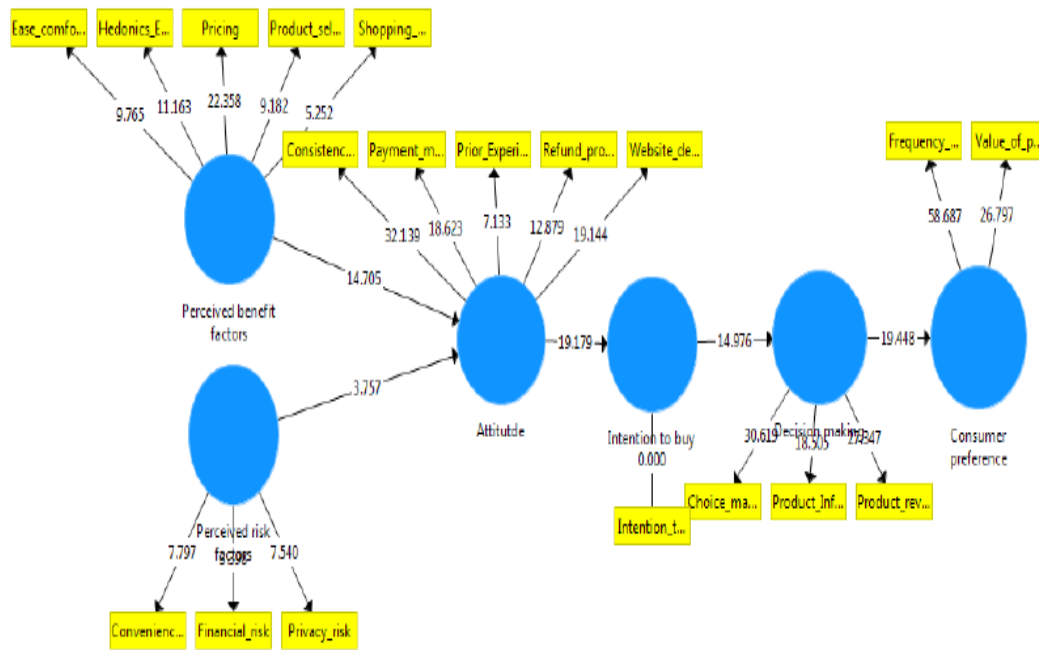 Ease_comfo...
Hedonics_E...
Pricing
Product_sel...
Shopping_...
9.765
11.163
22.358
9.182
5.252
Consistenc...
Payment_m...
Prior_Experi...
Refund_pro...
Website_de...
Frequency_...
Value_of_p...
32.139
18.623
7.133
12.879
19.144
58.687
26.797
14.705
Perceived benefit
factors
3.757
19.179
14.976
19.448
Attitutde
Intention to buy
0.000
Decision making
Consumer
preference
30.619
18.505
Choice_ma...
Product_Inf...
Product_rev...
Intention_t...
Perceived risk
factors
7.797
7.540
Convenienc...
Financial_risk
Privacy_risk